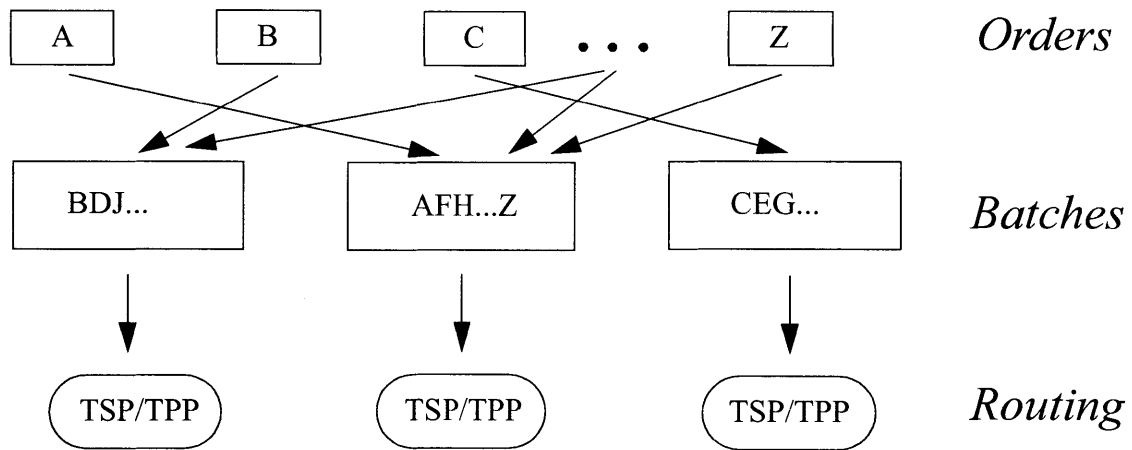 A B C ... Z Orders
BDJ... AFH...Z CEG... Batches
TSP/TPP TSP/TPP TSP/TPP Routing